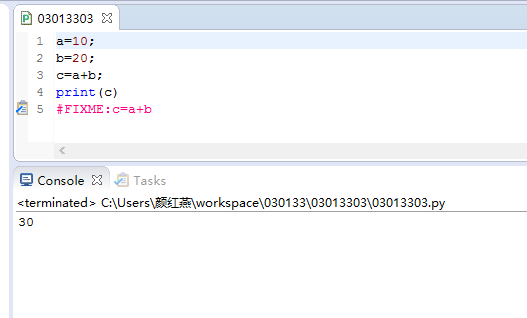 03013303
1 a=10;
2 b=20;
3 c=a+b;
4 print(c)
5 #FIXME:c=a+b
Console Tasks
<terminated> C:\Users\颜红燕\workspace\030133\03013303\03013303.py
30